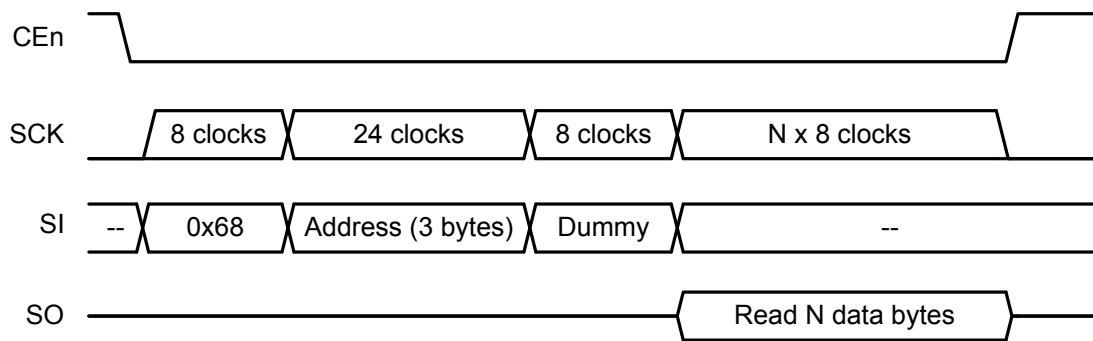 CEn
SCK 8 clocks 24 clocks 8 clocks N x 8 clocks
SI -- 0x68 Address (3 bytes) Dummy --
SO Read N data bytes